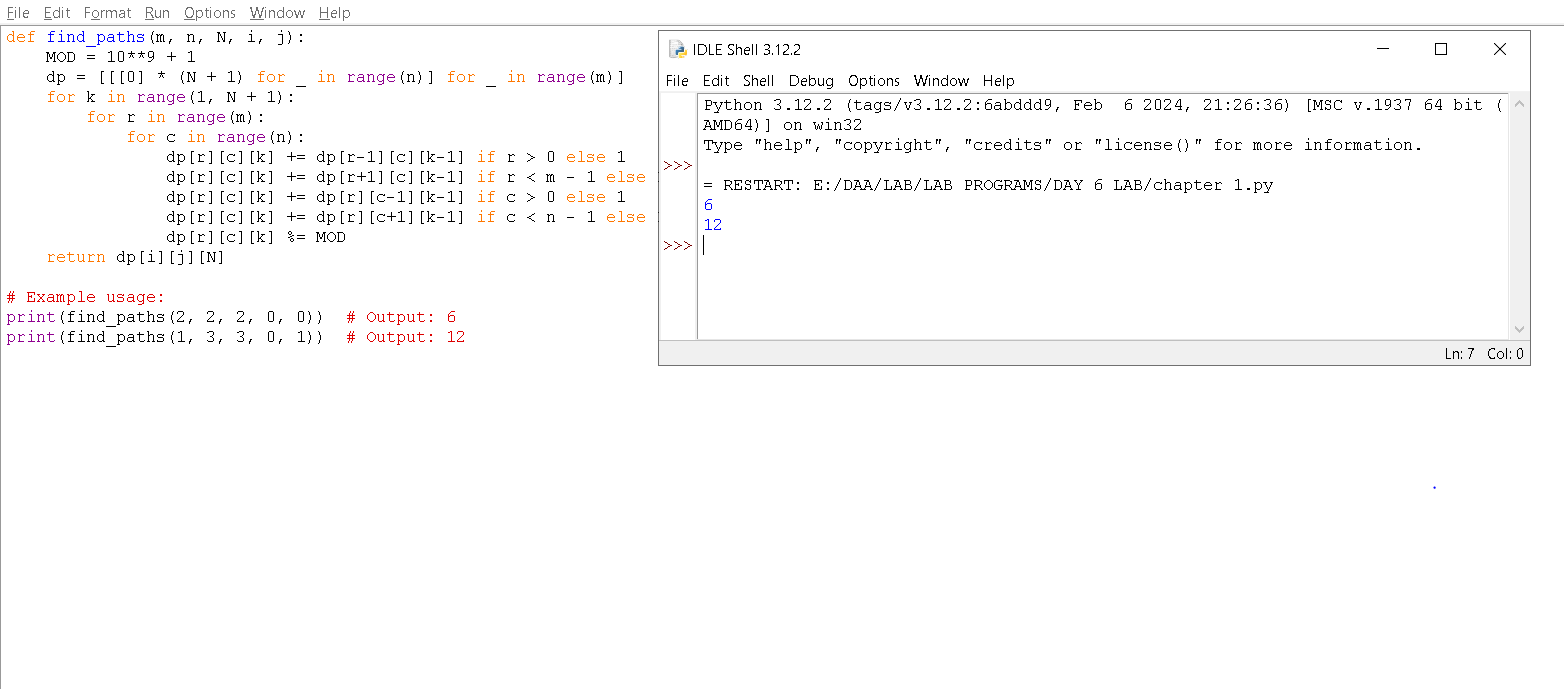 File Edit Format Run Options Window Help
def find_paths(m, n, N, i, j):
    MOD = 10**9 + 1
    dp = [[[0] * (N + 1) for _ in range(n)] for _ in range(m)]
    for k in range(1, N + 1):
        for r in range(m):
            for c in range(n):
                dp[r][c][k] += dp[r-1][c][k-1] if r > 0 else 1
                dp[r][c][k] += dp[r+1][c][k-1] if r < m - 1 else
                dp[r][c][k] += dp[r][c-1][k-1] if c > 0 else 1
                dp[r][c][k] += dp[r][c+1][k-1] if c < n - 1 else
                dp[r][c][k] %= MOD
    return dp[i][j][N]
# Example usage:
print(find_paths(2, 2, 2, 0, 0))  # Output: 6
print(find_paths(1, 3, 3, 0, 1))  # Output: 12
IDLE Shell 3.12.2
File Edit Shell Debug Options Window Help
Python 3.12.2 (tags/v3.12.2:6abddd9, Feb  6 2024, 21:26:36) [MSC v.1937 64 bit (
AMD64)] on win32
Type "help", "copyright", "credits" or "license()" for more information.
>>>
= RESTART: E:/DAA/LAB/LAB PROGRAMS/DAY 6 LAB/chapter 1.py
6
12
>>>
Ln: 7 Col: 0